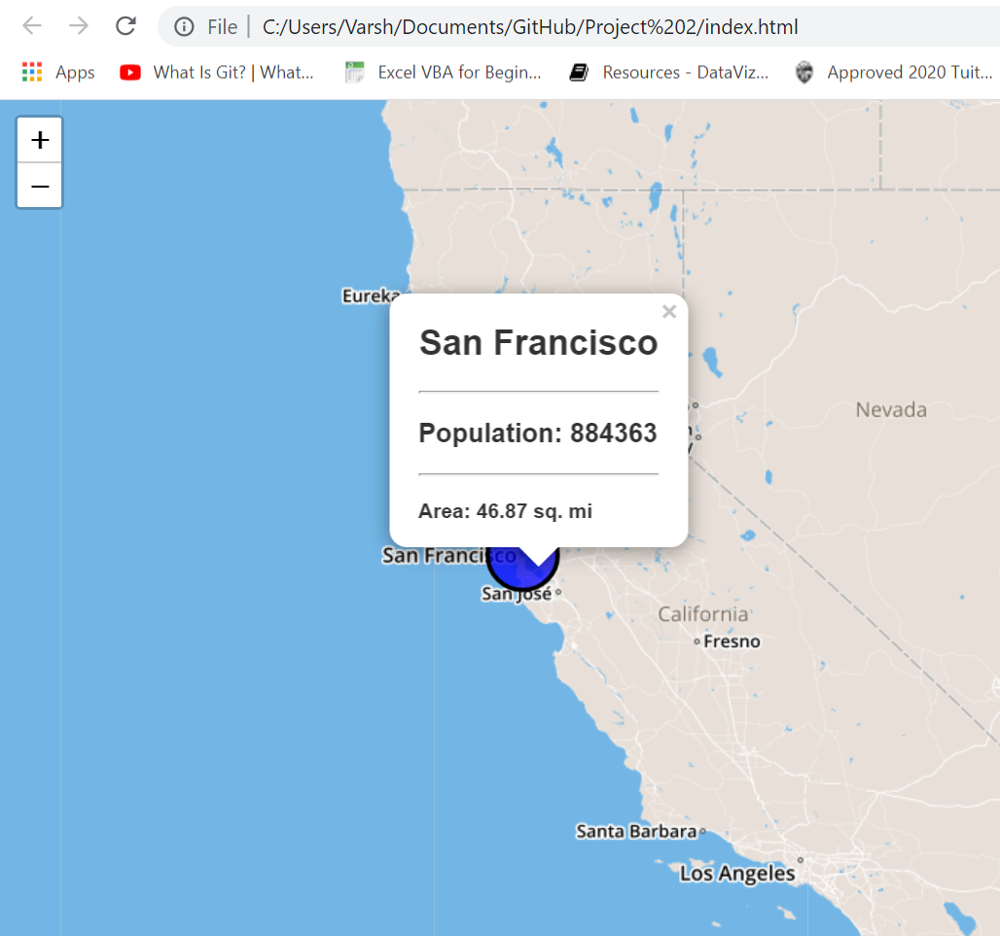 File | C:/Users/Varsh/Documents/GitHub/Project%202/index.html
Apps
What Is Git? | What...
Excel VBA for Begin...
Resources - DataViz...
Approved 2020 Tuit...
+
−
Eureka
×
San Francisco
Population: 884363
Nevada
Area: 46.87 sq. mi
San Francisco
San José
California
Fresno
Santa Barbara
Los Angeles